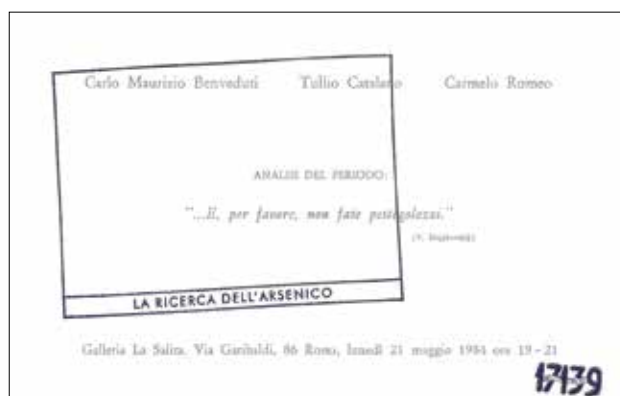 Carlo Maurizio Benveduti Tullio Catalano Carmelo Romeo
ANALISI DEL PERIODO:
"...E, per favore, non fate pettegolezzi."
LA RICERCA DELL'ARSENICO
Galleria La Salita. Via Garibaldi, 86 Roma, lunedì 21 maggio 1984 ore 19-21
17139